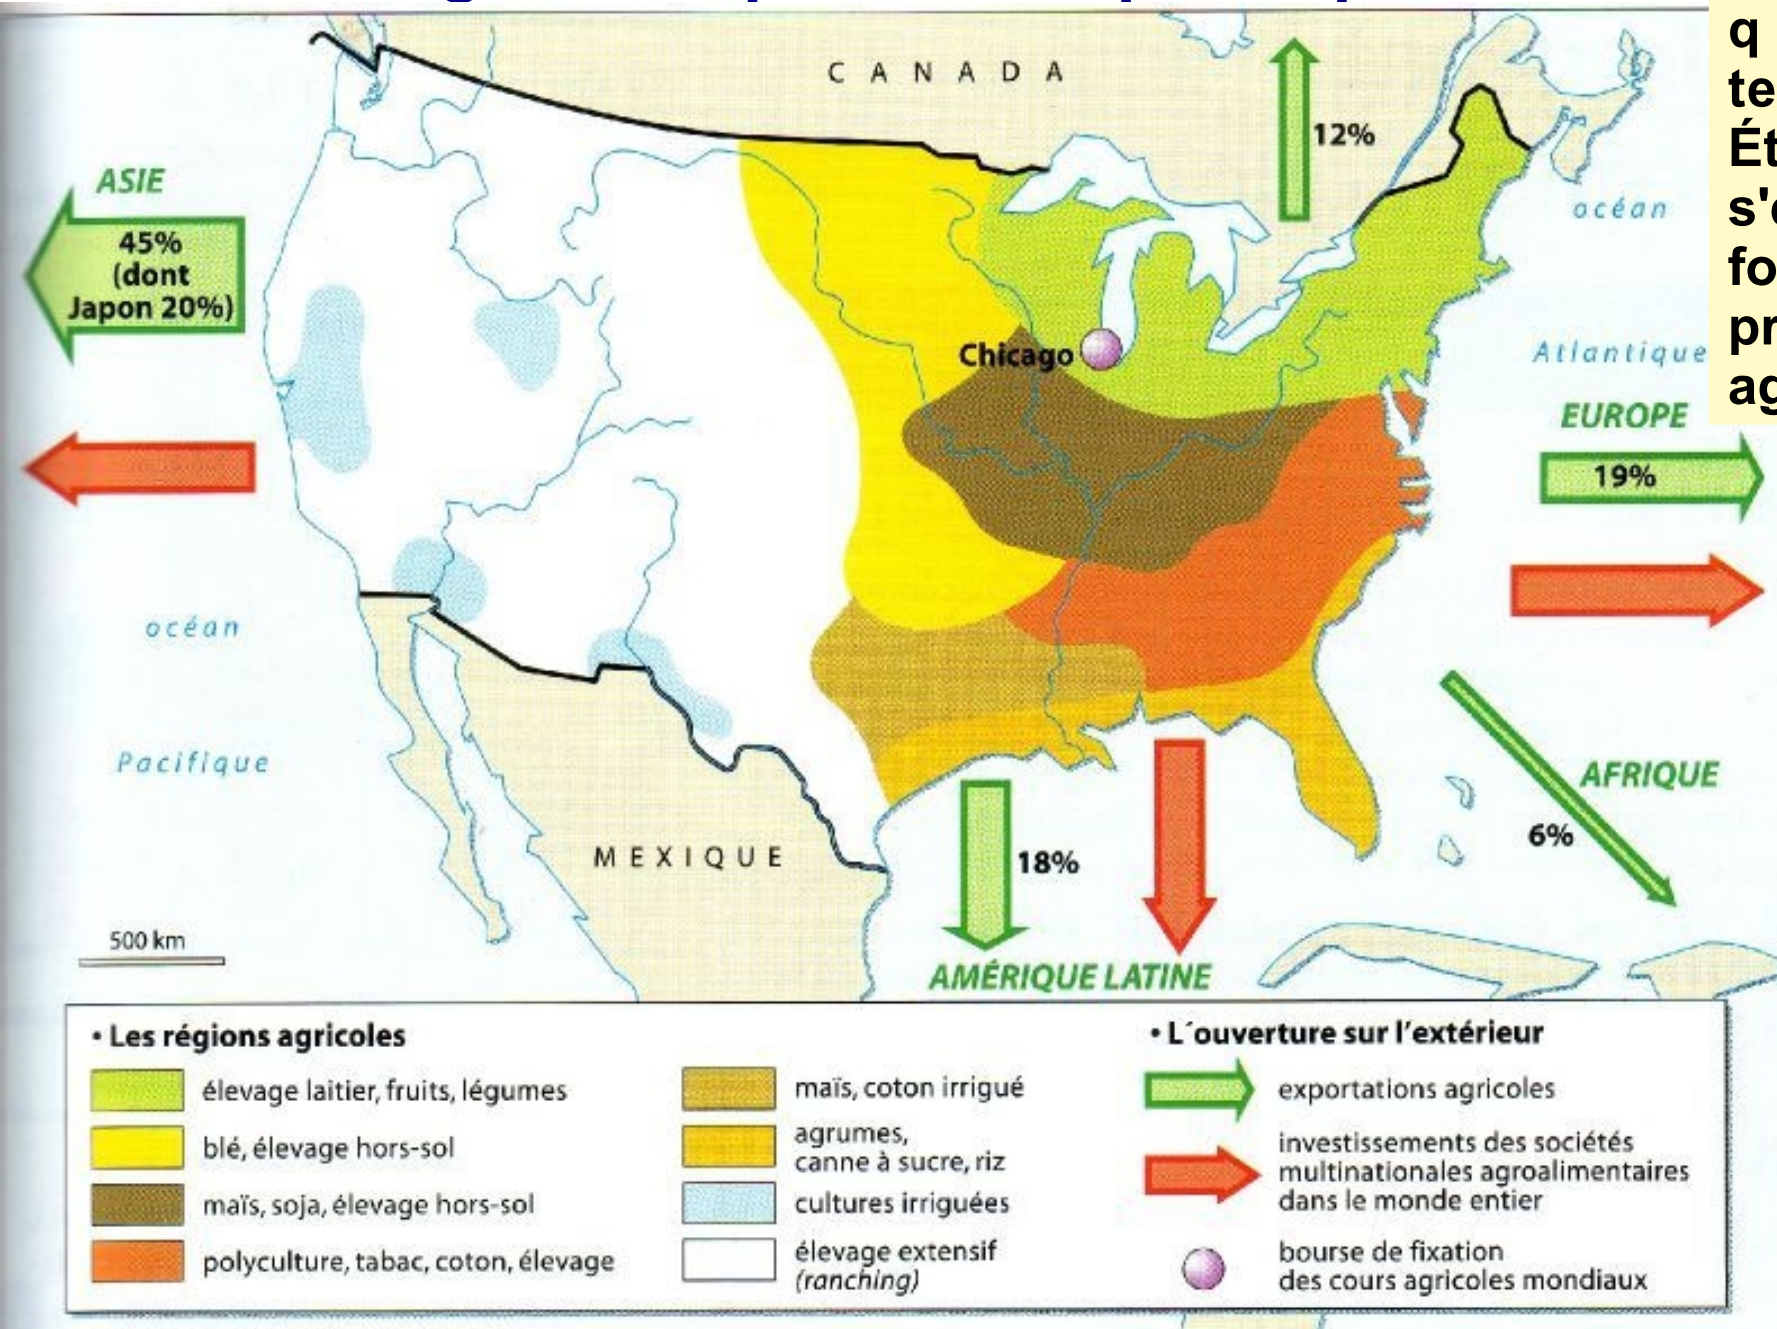 CANADA
12%
ASIE
45%
(dont
Japon 20%)
océan
Atlantique
Chicago
EUROPE
19%
océan
Pacifique
MEXIQUE
18%
AFRIQUE
6%
AMÉRIQUE LATINE
500 km
• Les régions agricoles
élevage laitier, fruits, légumes
blé, élevage hors-sol
maïs, soja, élevage hors-sol
polyculture, tabac, coton, élevage
maïs, coton irrigué
agrumes,
canne à sucre, riz
cultures irriguées
élevage extensif
(ranching)
• L´ouverture sur l'extérieur
exportations agricoles
investissements des sociétés
multinationales agroalimentaires
dans le monde entier
bourse de fixation
des cours agricoles mondiaux